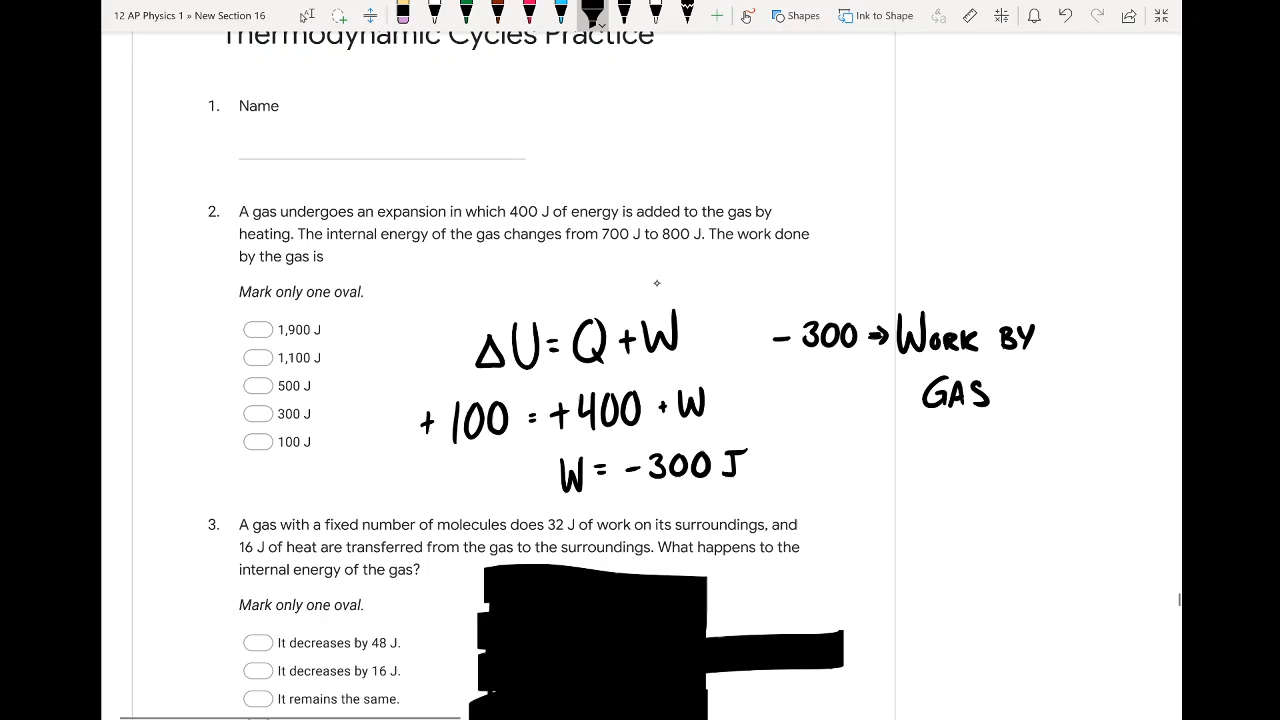 12 AP Physics 1 » New Section 16
Shapes
Ink to Shape
Thermodynamic Cycles Practice
1. Name
2. A gas undergoes an expansion in which 400 J of energy is added to the gas by
heating. The internal energy of the gas changes from 700 J to 800 J. The work done
by the gas is
Mark only one oval.
1,900 J
1,100 J
500 J
300 J
100 J
ΔU = Q + W
+ 100 = +400 + W
W = -300 J
- 300 → WORK BY
GAS
3. A gas with a fixed number of molecules does 32 J of work on its surroundings, and
16 J of heat are transferred from the gas to the surroundings. What happens to the
internal energy of the gas?
Mark only one oval.
It decreases by 48 J.
It decreases by 16 J.
It remains the same.